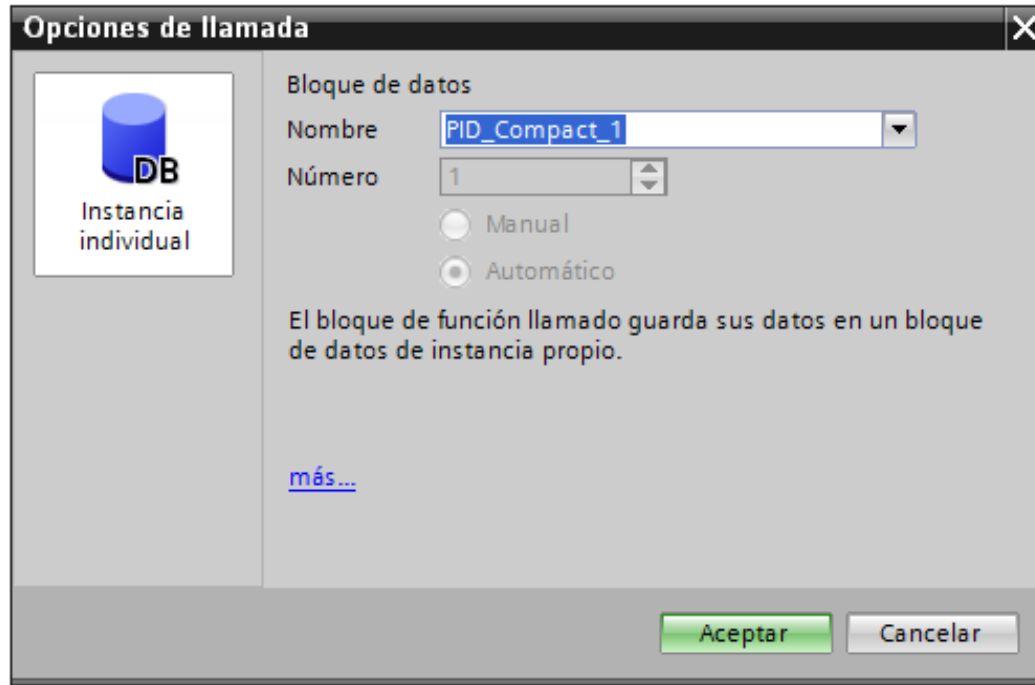 Opciones de llamada
DB
Instancia
individual
Bloque de datos
Nombre PID_Compact_1
Número 1
Manual
Automático
El bloque de función llamado guarda sus datos en un bloque
de datos de instancia propio.
más...
Aceptar Cancelar